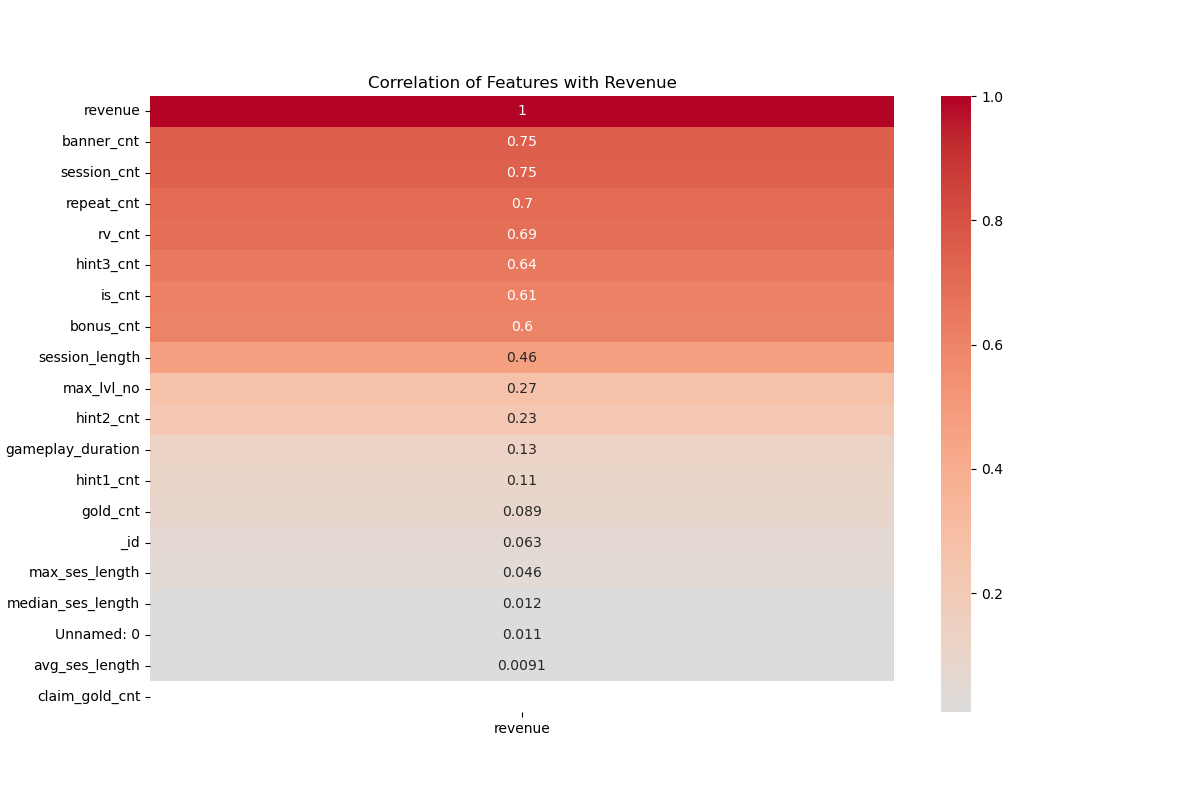 Correlation of Features with Revenue
revenue 1
banner_cnt 0.75
session_cnt 0.75
repeat_cnt 0.7
rv_cnt 0.69
hint3_cnt 0.64
is_cnt 0.61
bonus_cnt 0.6
session_length 0.46
max_lvl_no 0.27
hint2_cnt 0.23
gameplay_duration 0.13
hint1_cnt 0.11
gold_cnt 0.089
_id 0.063
max_ses_length 0.046
median_ses_length 0.012
Unnamed: 0 0.011
avg_ses_length 0.0091
claim_gold_cnt
revenue
1.0
0.8
0.6
0.4
0.2